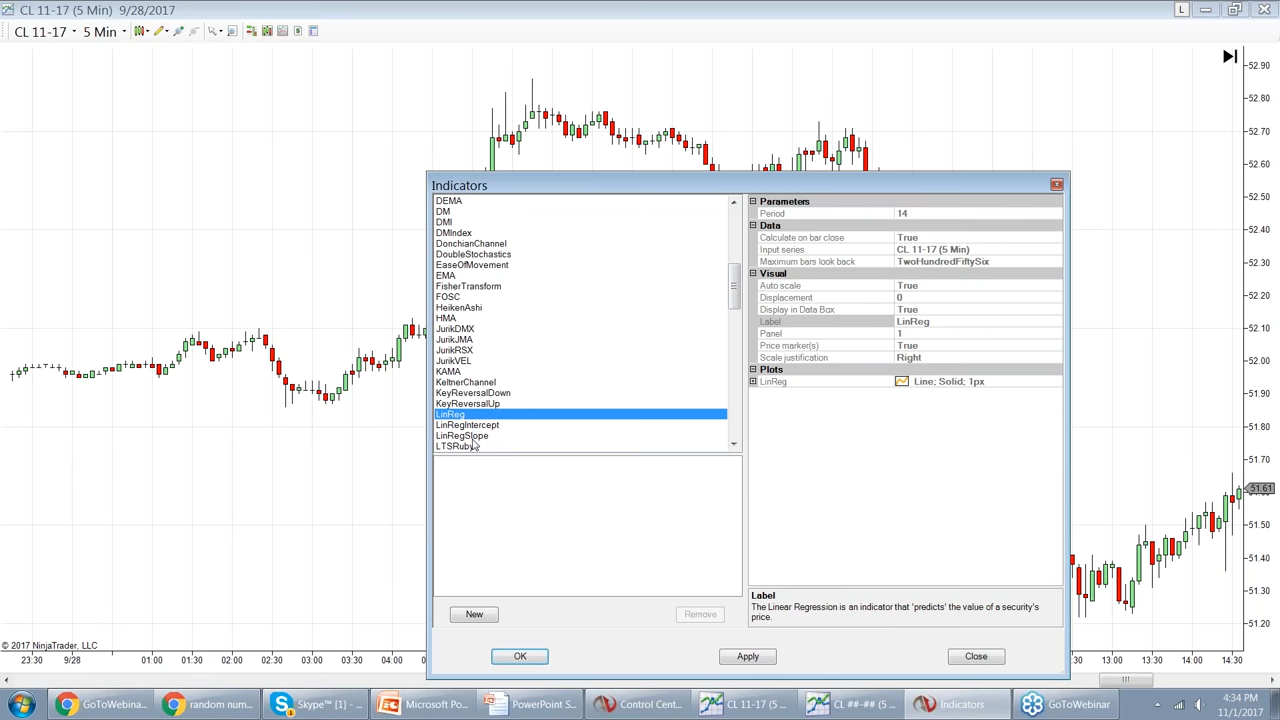 CL 11-17 (5 Min)  9/28/2017
L
CL 11-17
5 Min
52.90
52.80
52.70
52.60
52.50
52.40
52.30
52.20
52.10
52.00
51.90
51.80
51.70
51.61
51.50
51.40
51.30
51.20
Indicators
DEMA
DM
DMI
DMIndex
DonchianChannel
DoubleStochastics
EaseOfMovement
EMA
FisherTransform
FOSC
HeikenAshi
HMA
JurikDMX
JurikJMA
JurikRSX
JurikVEL
KAMA
KeltnerChannel
KeyReversalDown
KeyReversalUp
LinReg
LinRegIntercept
LinRegSlope
LTSRuby
New
Remove
Parameters
Period 14
Data
Calculate on bar close True
Input series CL 11-17 (5 Min)
Maximum bars look back TwoHundredFiftySix
Visual
Auto scale True
Displacement 0
Display in Data Box True
Label LinReg
Panel 1
Price marker(s) True
Scale justification Right
Plots
LinReg Line; Solid; 1px
Label
The Linear Regression is an indicator that 'predicts' the value of a security's
price.
OK
Apply
Close
© 2017 NinjaTrader, LLC
23:30 9/28 01:00 01:30 02:00 02:30 03:00 03:30 04:00 04 :30 13:00 13:30 14:00 14:30
GoToWebina...
random num...
Skype™ [1] - ...
Microsoft Po...
PowerPoint S...
Control Cent...
CL 11-17 (5 ...
CL ##-## (5 ...
Indicators
GoToWebinar
4:34 PM
11/1/2017